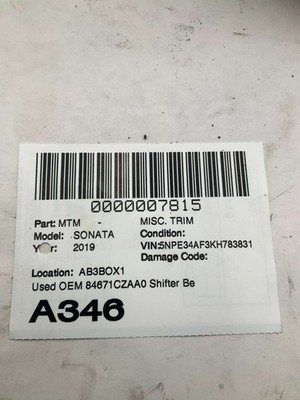 0000007815
Part: MTM - MISC. TRIM
Model: SONATA Condition:
Year: 2019 VIN:5NPE34AF3KH783831
Damage Code:
Location: AB3BOX1
Used OEM 84671CZAA0 Shifter Be
A346